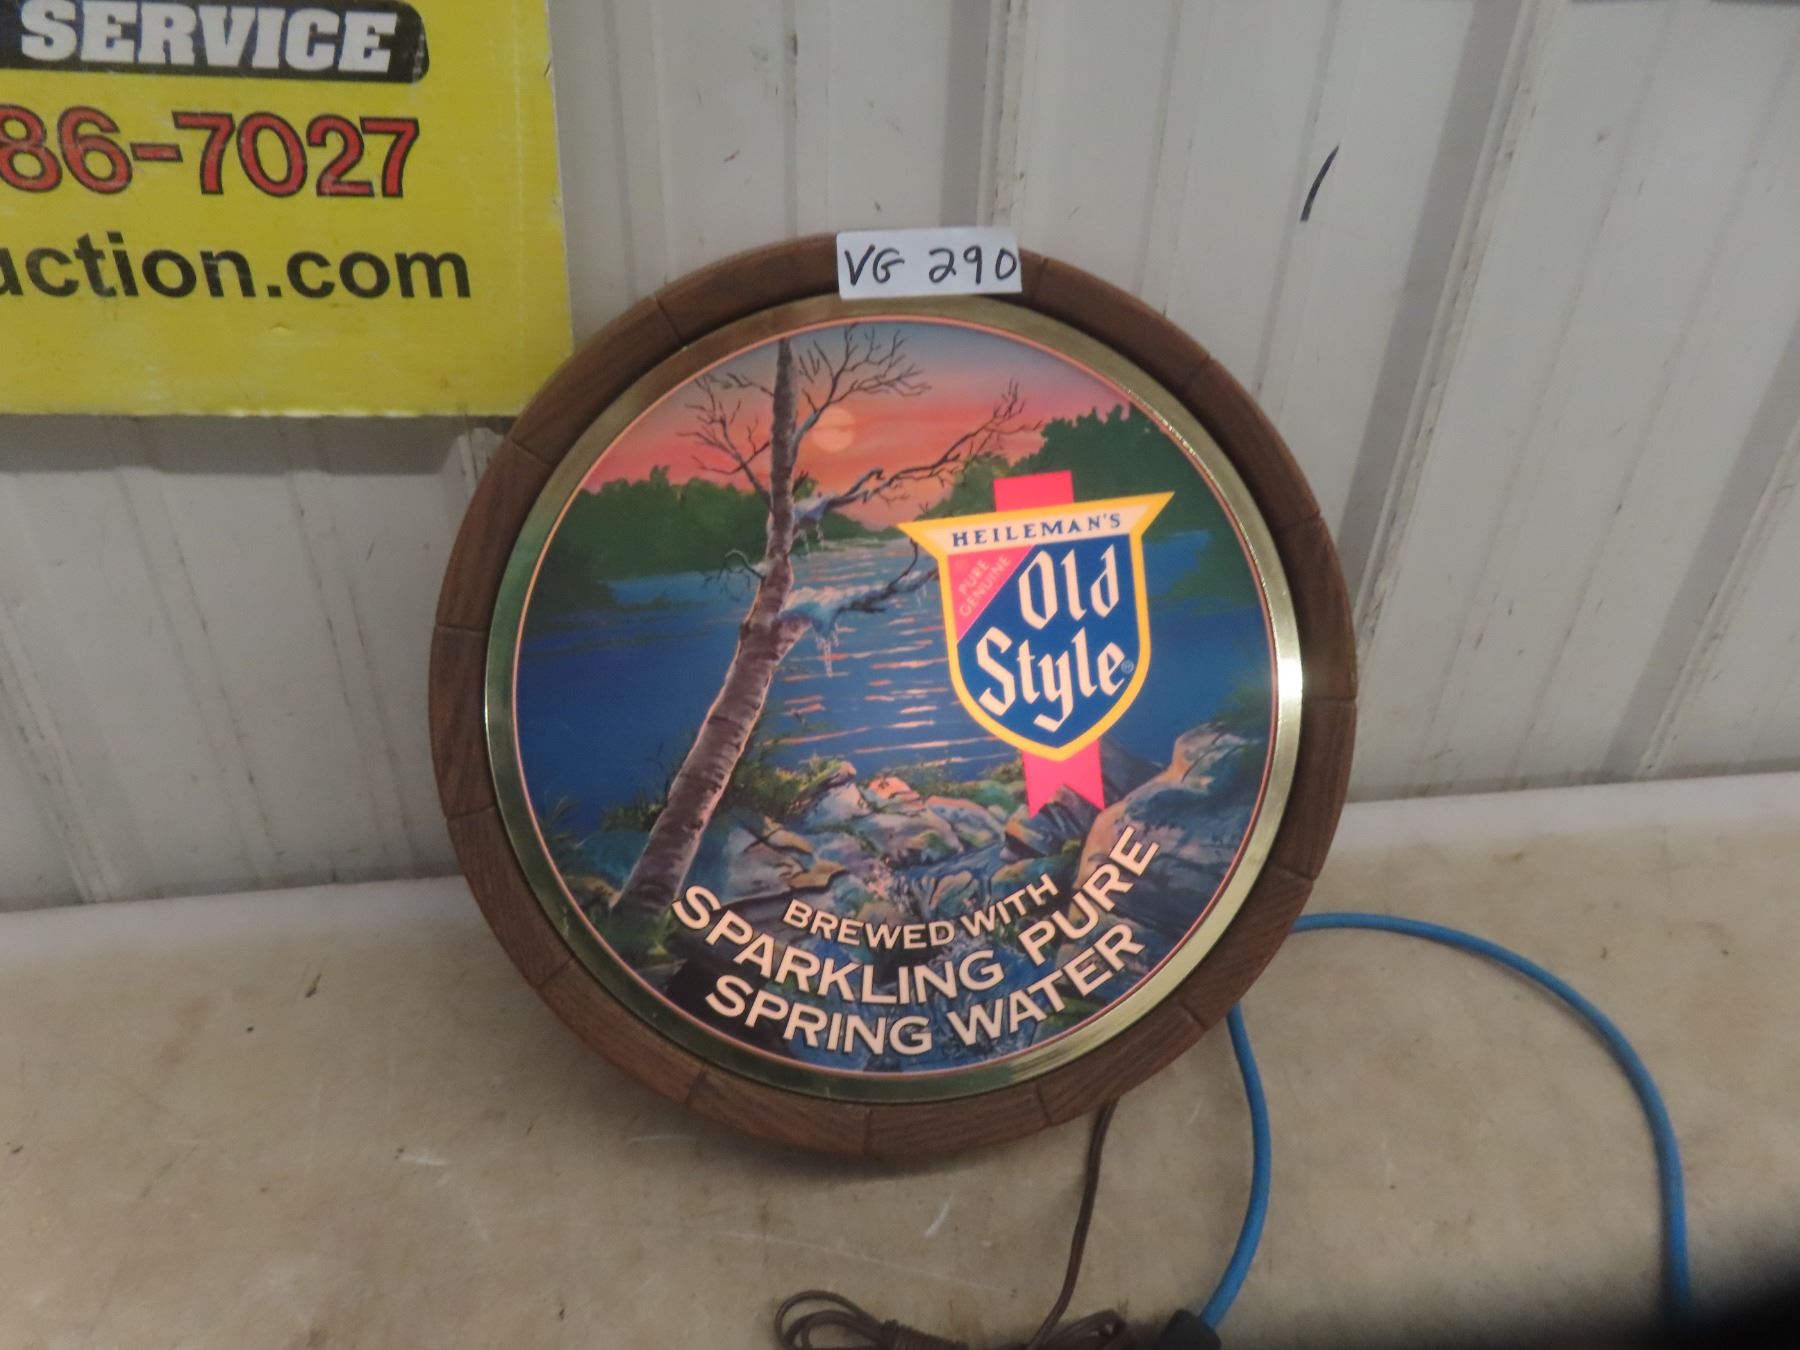 SERVICE
86-7027
uction.com
VG 290
HEILEMAN'S
PURE
GENUINE
Old
Style®
BREWED WITH
SPARKLING PURE
SPRING WATER